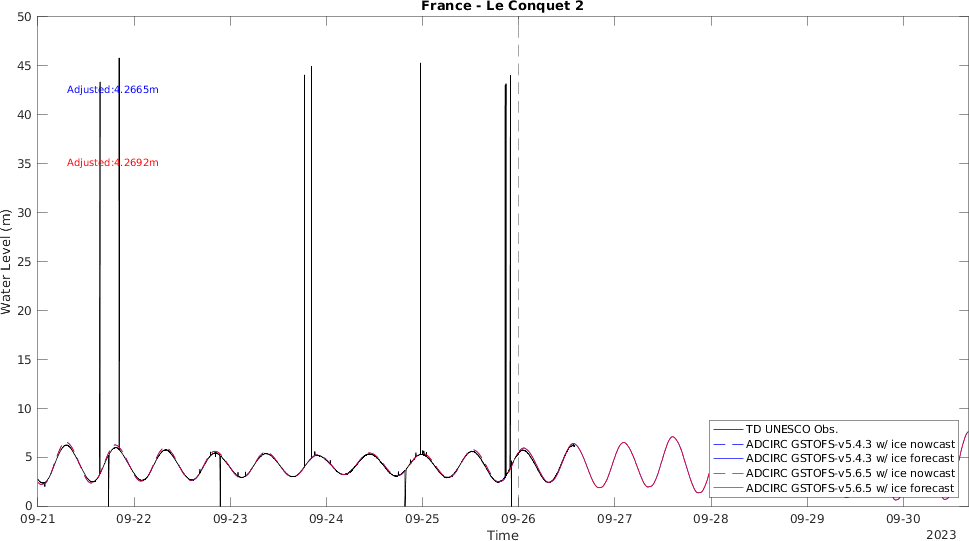 France - Le Conquet 2
50
45
40
35
30
25
20
15
10
5
0
Water Level (m)
Adjusted:4.2665m
Adjusted:4.2692m
TD UNESCO Obs.
ADCIRC GSTOFS-v5.4.3 w/ ice nowcast
ADCIRC GSTOFS-v5.4.3 w/ ice forecast
ADCIRC GSTOFS-v5.6.5 w/ ice nowcast
ADCIRC GSTOFS-v5.6.5 w/ ice forecast
09-21 09-22 09-23 09-24 09-25 09-26 09-27 09-28 09-29 09-30
Time
2023